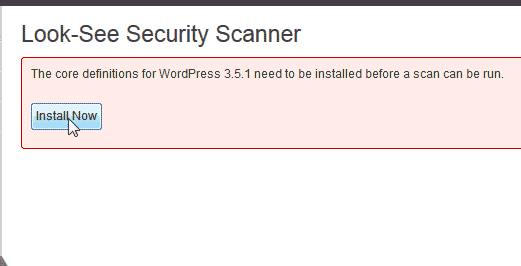 Look-See Security Scanner
The core definitions for WordPress 3.5.1 need to be installed before a scan can be run.
Install Now